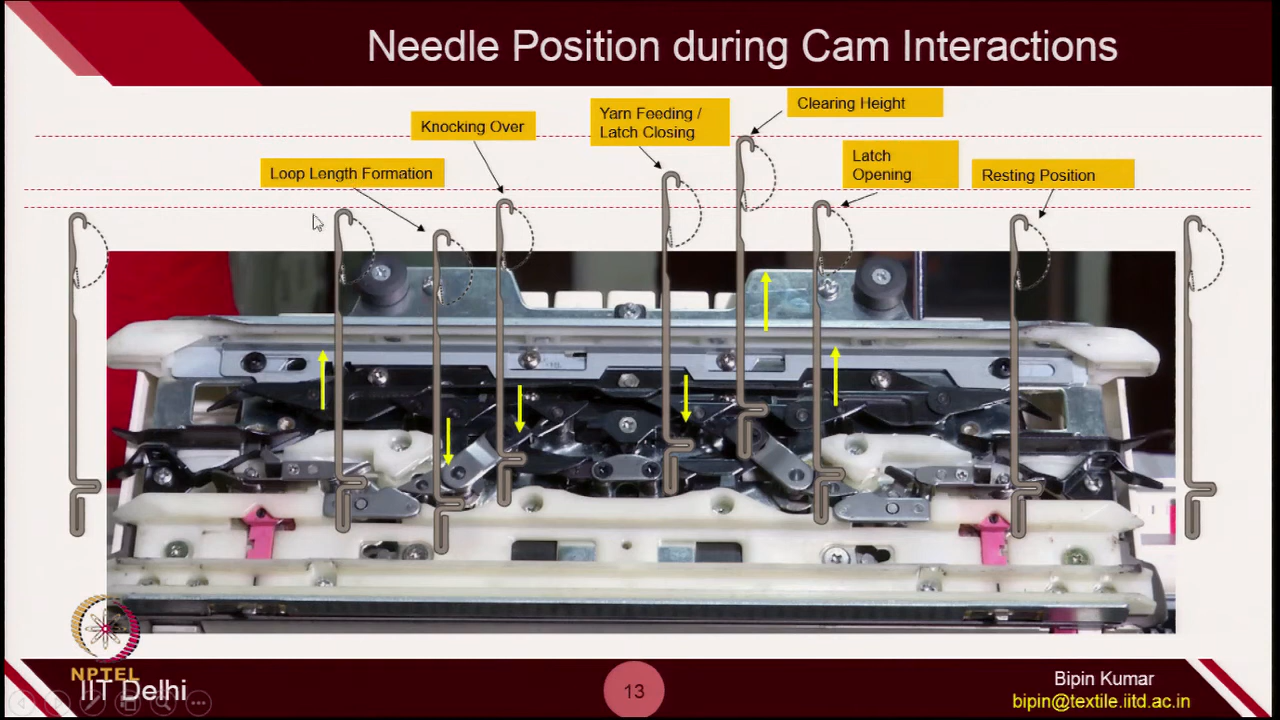 Needle Position during Cam Interactions
Clearing Height
Yarn Feeding /
Latch Closing
Knocking Over
Latch
Opening
Loop Length Formation
Resting Position
NPTEL
IIT Delhi
13
Bipin Kumar
bipin@textile.iitd.ac.in